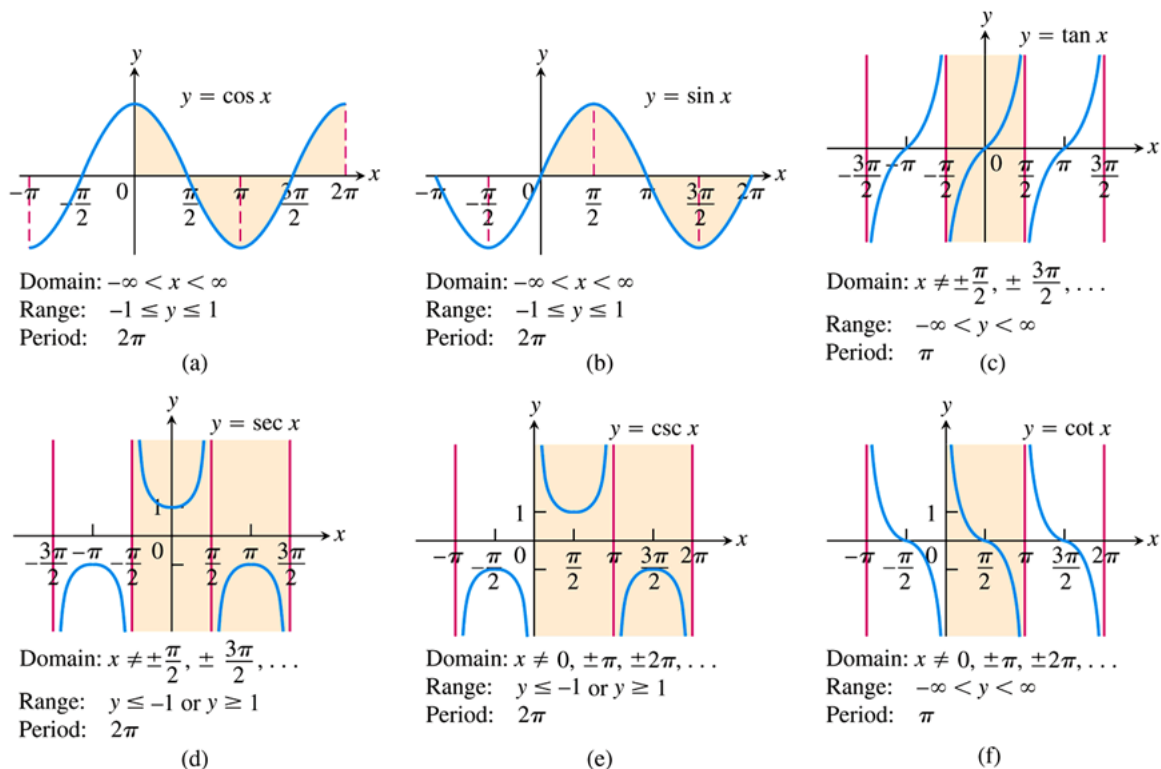 y
y = cos x
x
-π
-π/2
0
π/2
π
3π/2
2π
Domain: -∞ < x < ∞
Range: -1 ≤ y ≤ 1
Period: 2π
(a)
y
y = sin x
x
-π
-π/2
0
π/2
π
3π/2
2π
Domain: -∞ < x < ∞
Range: -1 ≤ y ≤ 1
Period: 2π
(b)
y
y = tan x
x
-3π/2
-π
-π/2
0
π/2
π
3π/2
Domain: x ≠ ±π/2, ± 3π/2, . . .
Range: -∞ < y < ∞
Period: π
(c)
y
y = sec x
1
x
-3π/2
-π
-π/2
0
π/2
π
3π/2
Domain: x ≠ ±π/2, ± 3π/2, . . .
Range: y ≤ -1 or y ≥ 1
Period: 2π
(d)
y
y = csc x
1
x
-π
-π/2
0
π/2
π
3π/2
2π
Domain: x ≠ 0, ±π, ±2π, . . .
Range: y ≤ -1 or y ≥ 1
Period: 2π
(e)
y
y = cot x
1
x
-π
-π/2
0
π/2
π
3π/2
2π
Domain: x ≠ 0, ±π, ±2π, . . .
Range: -∞ < y < ∞
Period: π
(f)